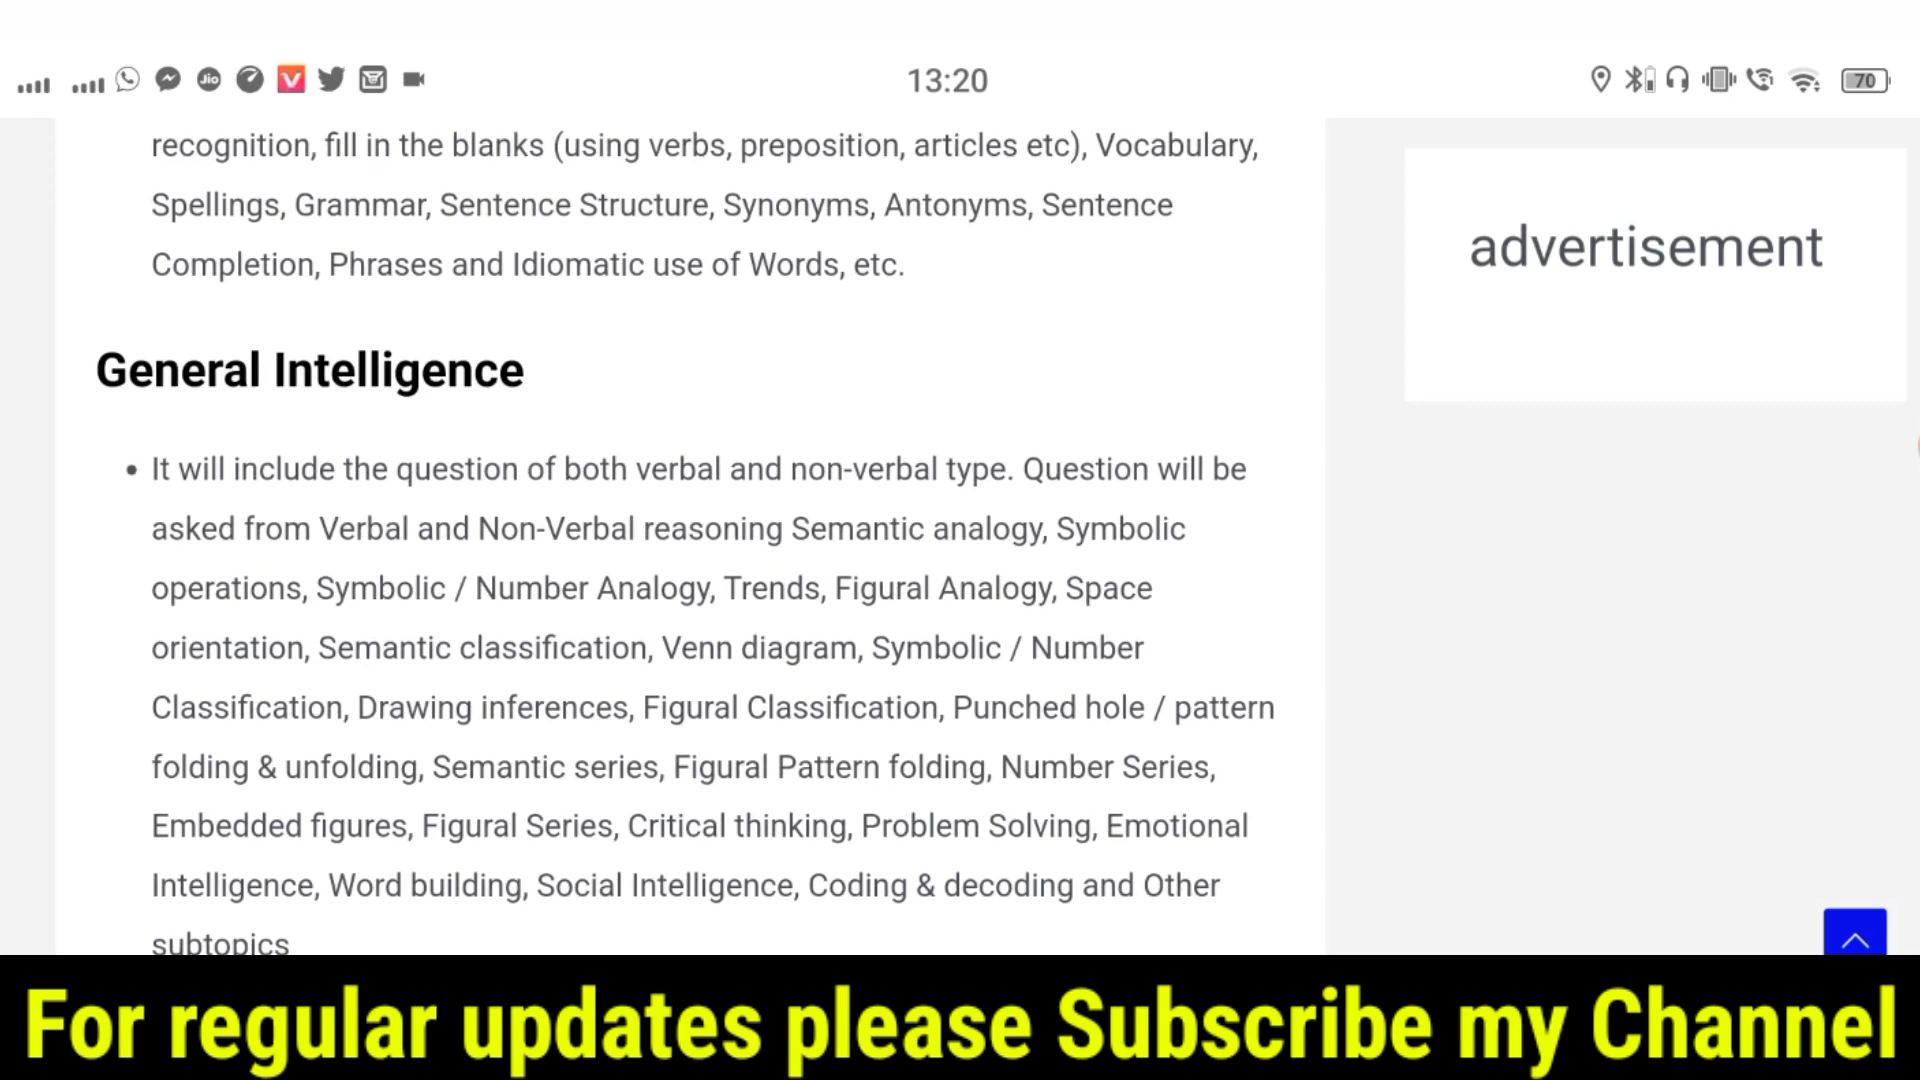 Jio
13:20
70
recognition, fill in the blanks (using verbs, preposition, articles etc), Vocabulary,
Spellings, Grammar, Sentence Structure, Synonyms, Antonyms, Sentence
Completion, Phrases and Idiomatic use of Words, etc.
advertisement
General Intelligence
• It will include the question of both verbal and non-verbal type. Question will be
asked from Verbal and Non-Verbal reasoning Semantic analogy, Symbolic
operations, Symbolic / Number Analogy, Trends, Figural Analogy, Space
orientation, Semantic classification, Venn diagram, Symbolic / Number
Classification, Drawing inferences, Figural Classification, Punched hole / pattern
folding & unfolding, Semantic series, Figural Pattern folding, Number Series,
Embedded figures, Figural Series, Critical thinking, Problem Solving, Emotional
Intelligence, Word building, Social Intelligence, Coding & decoding and Other
subtopics
For regular updates please Subscribe my Channel